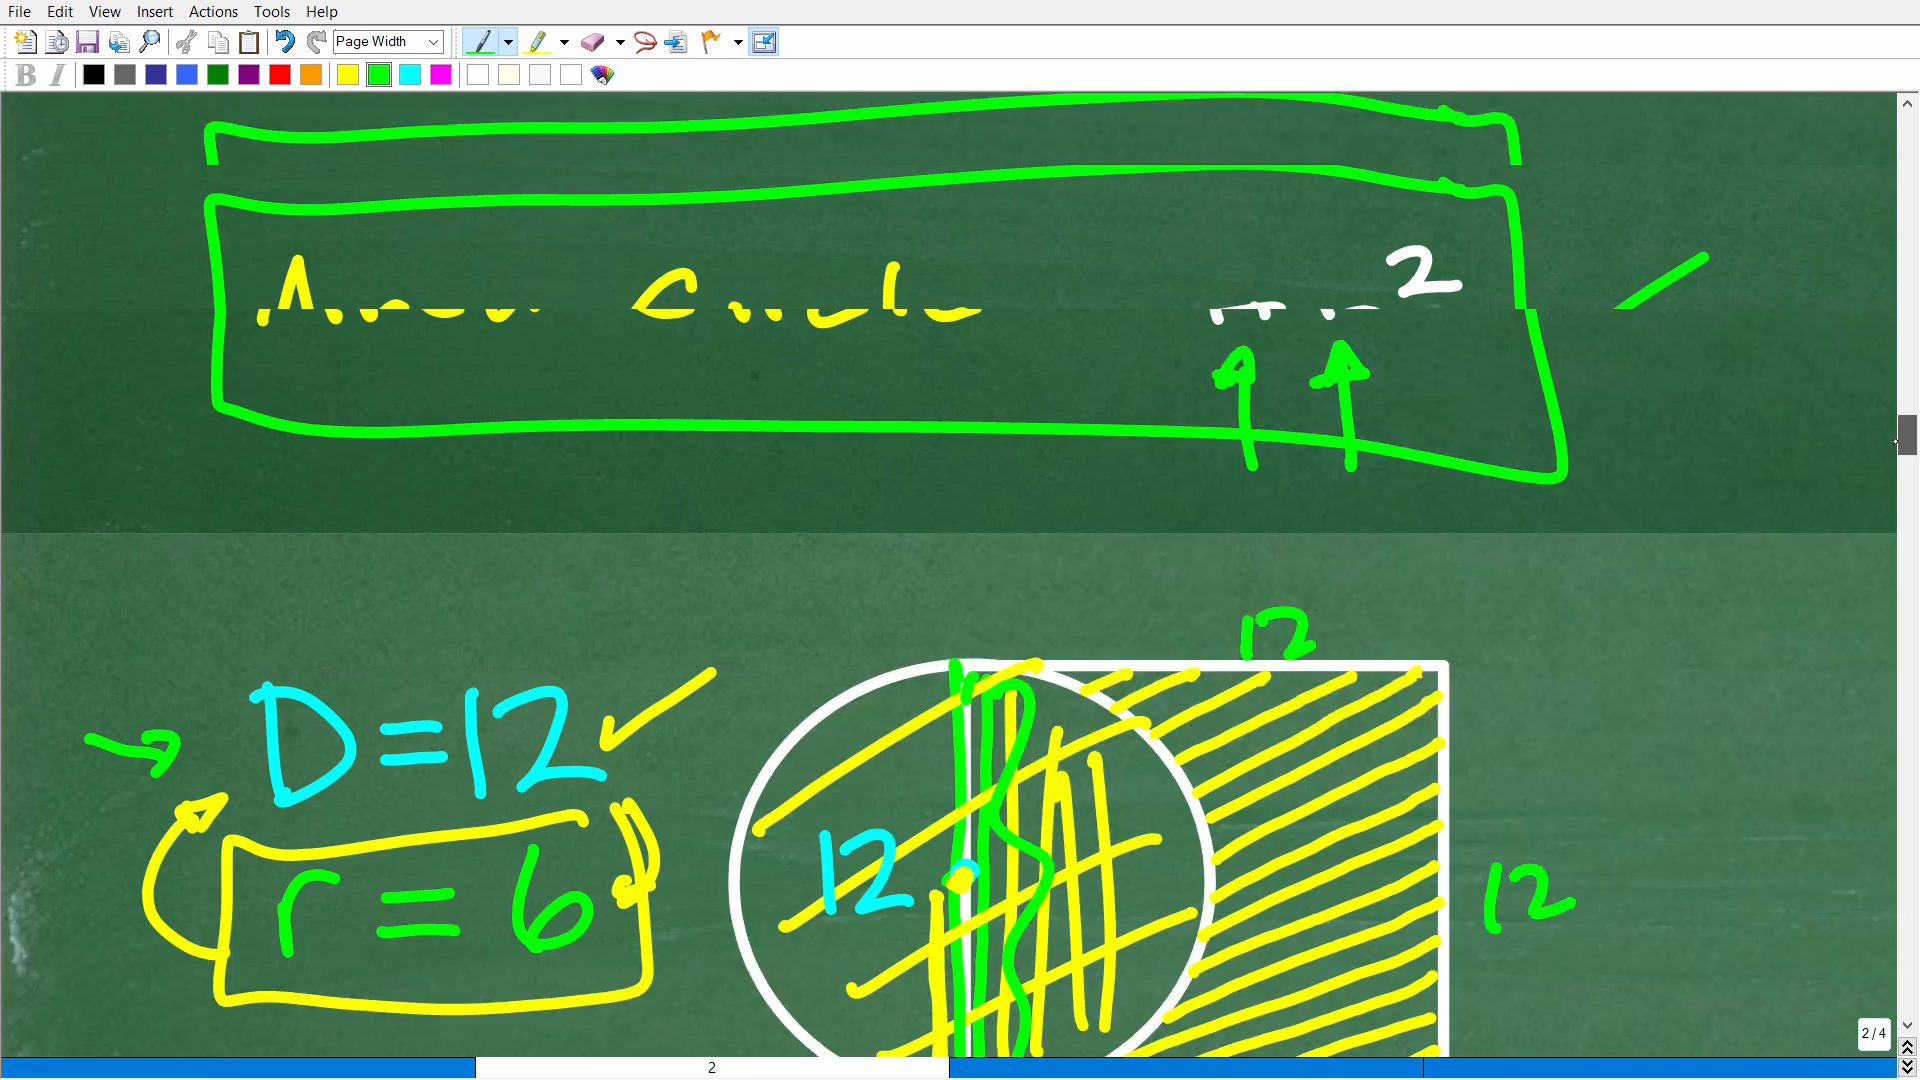 File Edit View Insert Actions Tools Help
Page Width
B I
2
12
D=12
12
12
r = 6
2/4
2